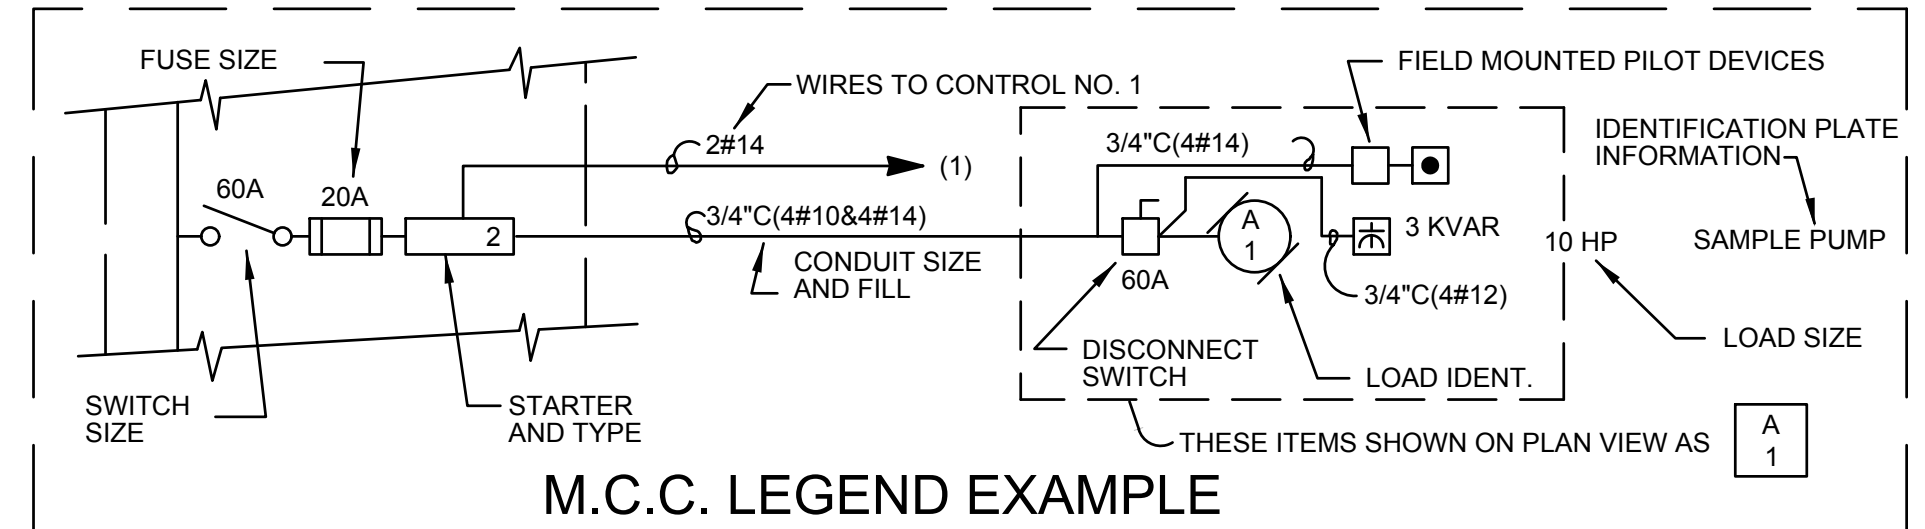 FUSE SIZE
WIRES TO CONTROL NO. 1
FIELD MOUNTED PILOT DEVICES
2#14
(1)
3/4"C(4#14)
IDENTIFICATION PLATE
INFORMATION
60A
20A
2
3/4"C(4#10&4#14)
CONDUIT SIZE
AND FILL
60A
A
1
3 KVAR
3/4"C(4#12)
10 HP
SAMPLE PUMP
LOAD SIZE
DISCONNECT
SWITCH
LOAD IDENT.
SWITCH
SIZE
STARTER
AND TYPE
THESE ITEMS SHOWN ON PLAN VIEW AS
A
1
M.C.C. LEGEND EXAMPLE